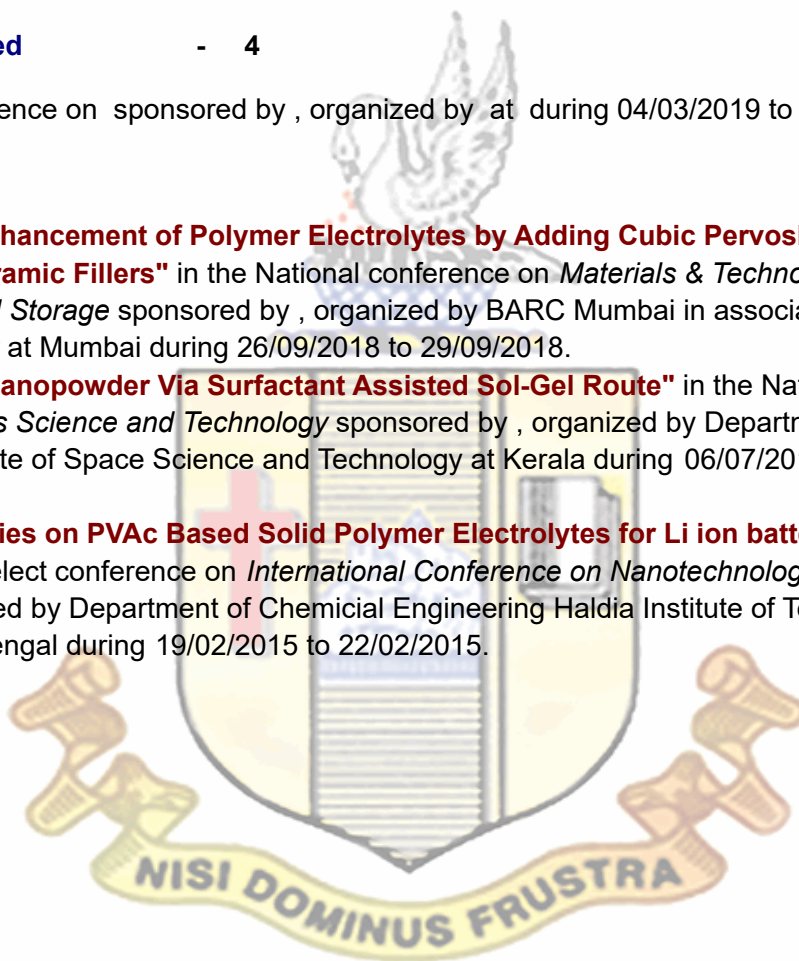 ed - 4
ence on sponsored by , organized by at during 04/03/2019 to
hancement of Polymer Electrolytes by Adding Cubic Pervosk
ramic Fillers" in the National conference on Materials & Techno
d Storage sponsored by , organized by BARC Mumbai in associa
at Mumbai during 26/09/2018 to 29/09/2018.
anopowder Via Surfactant Assisted Sol-Gel Route" in the Nat
s Science and Technology sponsored by , organized by Departm
ute of Space Science and Technology at Kerala during 06/07/201
ies on PVAc Based Solid Polymer Electrolytes for Li ion batte
elect conference on International Conference on Nanotechnolog
ed by Department of Chemicial Engineering Haldia Institute of Te
engal during 19/02/2015 to 22/02/2015.
NISI DOMINUS FRUSTRA